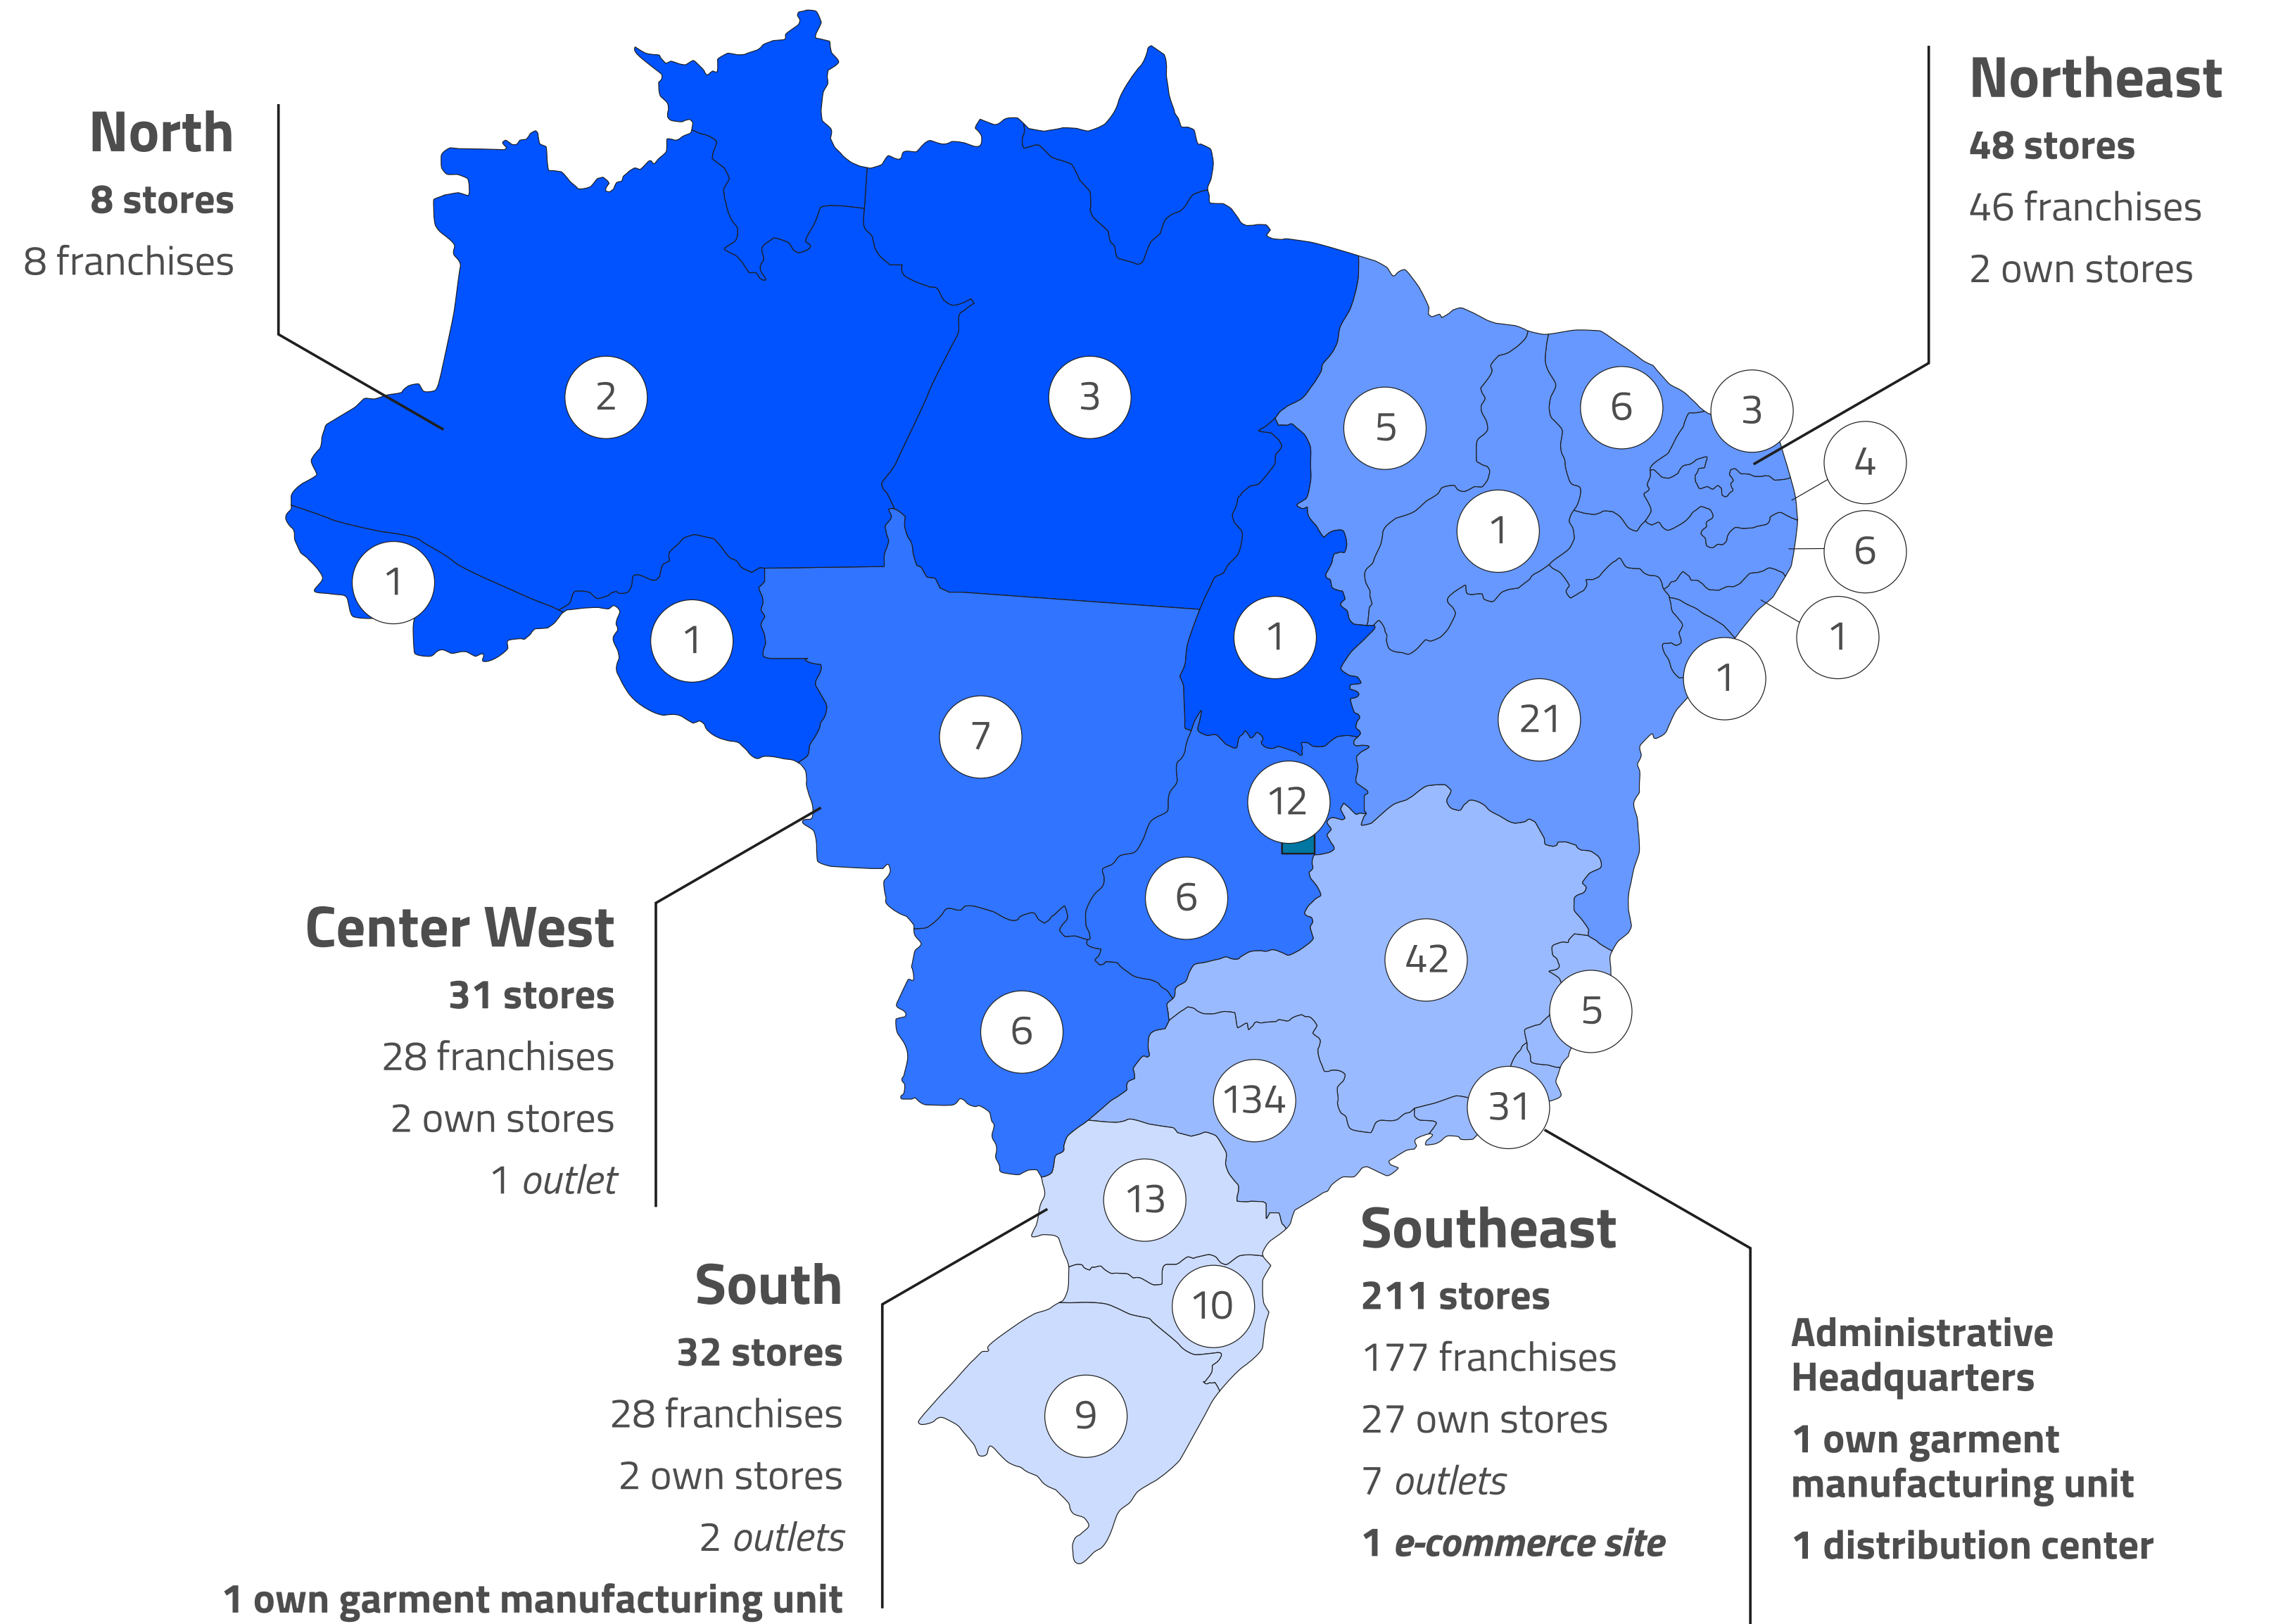 North
8 stores
8 franchises
Northeast
48 stores
46 franchises
2 own stores
2
3
5
6
3
4
1
6
1
1
1
1
1
7
21
12
6
42
5
6
134
31
13
10
9
Center West
31 stores
28 franchises
2 own stores
1 outlet
South
32 stores
28 franchises
2 own stores
2 outlets
1 own garment manufacturing unit
Southeast
211 stores
177 franchises
27 own stores
7 outlets
1 e-commerce site
Administrative
Headquarters
1 own garment
manufacturing unit
1 distribution center